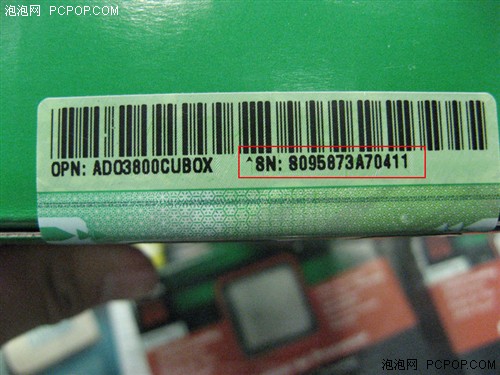 泡泡网 PCPOP.COM
OPN: ADO3800CUBOX ^SN: 8095873A70411
泡泡网 PCPOP.COM